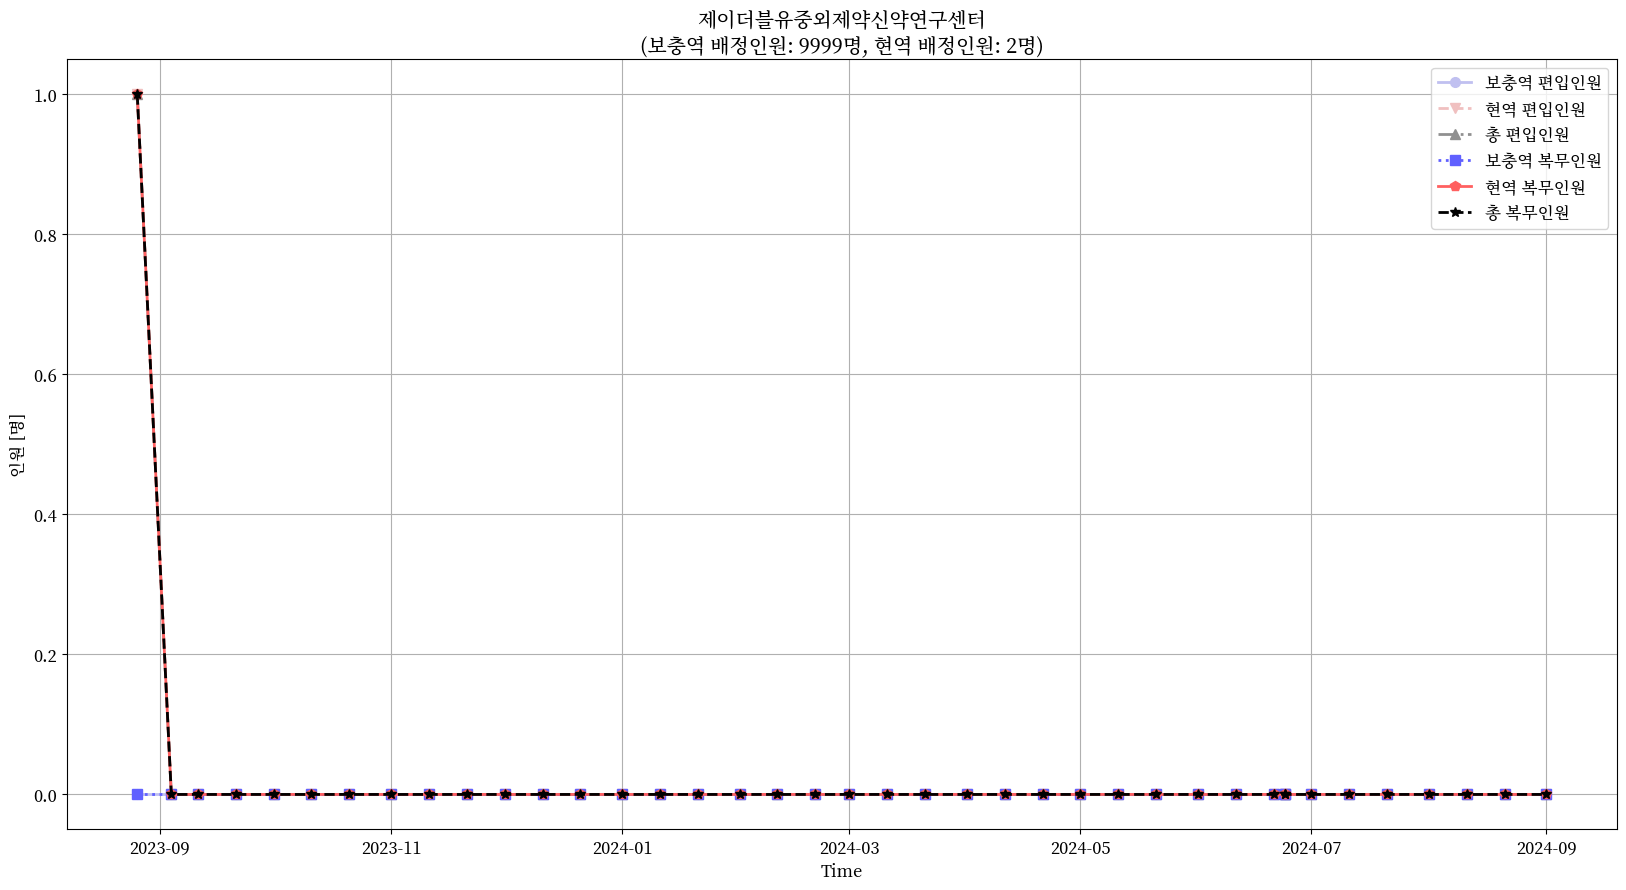 제이더블유중외제약신약연구센터
(보충역 배정인원: 9999명, 현역 배정인원: 2명)
보충역 편입인원
현역 편입인원
총 편입인원
보충역 복무인원
현역 복무인원
총 복무인원
인원 [명]
1.0
0.8
0.6
0.4
0.2
0.0
2023-09
2023-11
2024-01
2024-03
2024-05
2024-07
2024-09
Time